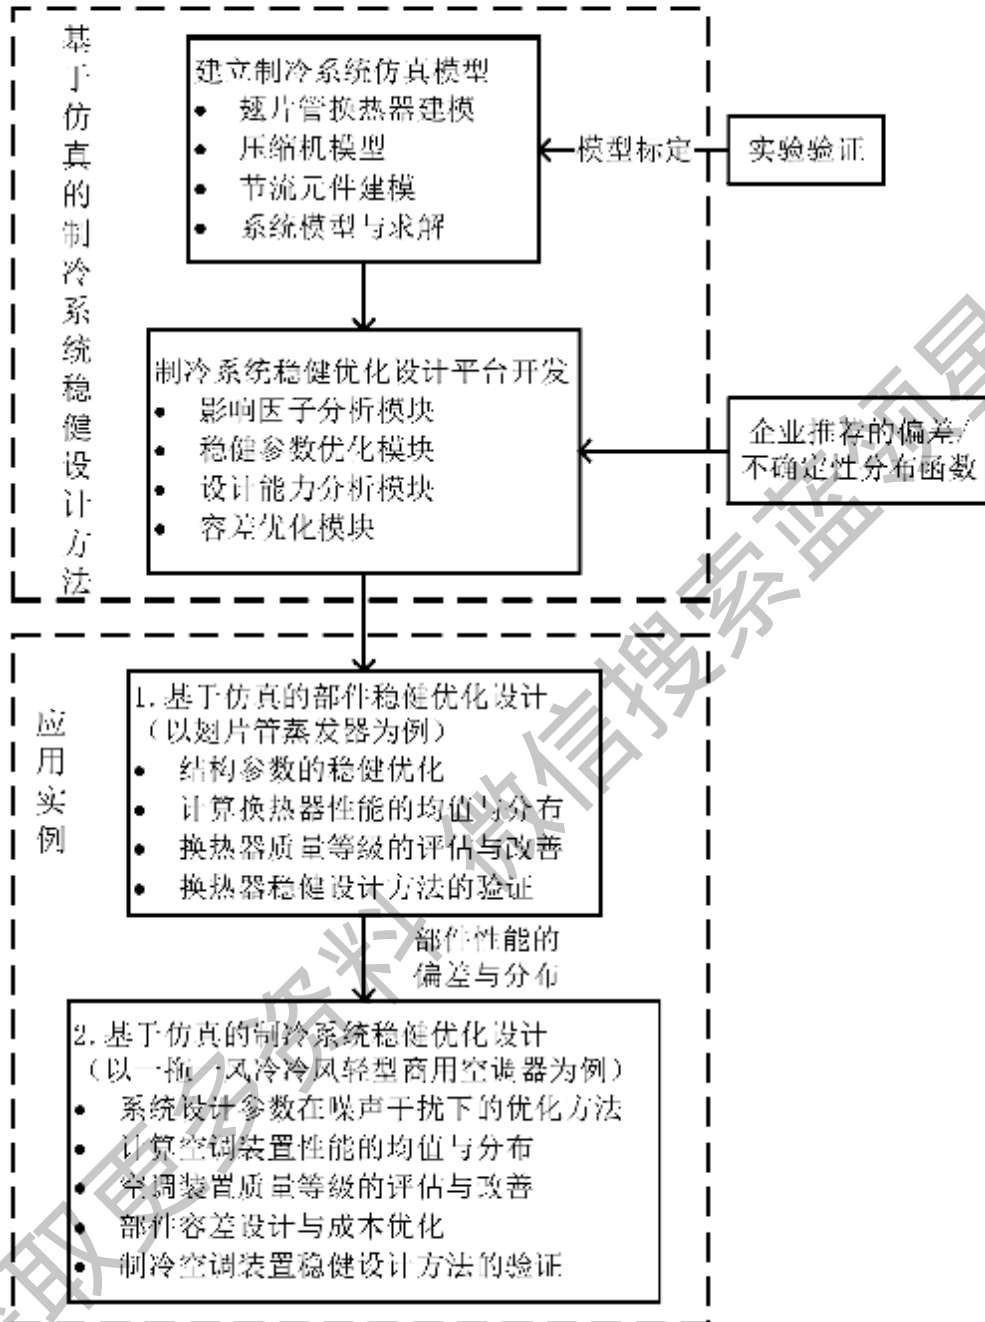 基于仿真的制冷系统稳健设计方法
建立制冷系统仿真模型
• 翅片管换热器建模
• 压缩机模型
• 节流元件建模
• 系统模型与求解
模型标定
实验验证
制冷系统稳健优化设计平台开发
• 影响因子分析模块
• 稳健参数优化模块
• 设计能力分析模块
• 容差优化模块
企业推荐的偏差/
不确定性分布函数
应用实例
1.基于仿真的部件稳健优化设计
（以翅片管蒸发器为例）
• 结构参数的稳健优化
• 计算换热器性能的均值与分布
• 换热器质量等级的评估与改善
• 换热器稳健设计方法的验证
部件性能的
偏差与分布
2.基于仿真的制冷系统稳健优化设计
（以一拖一风冷冷风轻型商用空调器为例）
• 系统设计参数在噪声干扰下的优化方法
• 计算空调装置性能的均值与分布
• 空调装置质量等级的评估与改善
• 部件容差设计与成本优化
• 制冷空调装置稳健设计方法的验证
取更多资料 微信搜索蓝领星